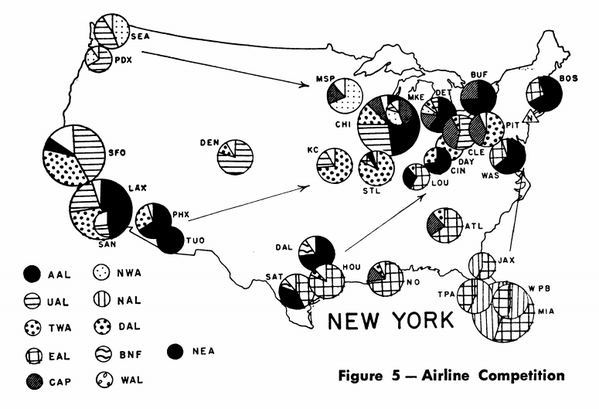 SEA
PDX
MSP
BUF
BOS
MKE
DET
CHI
N
PIT
DEN
KC
CLE
SFO
DAY
STL
CIN
WAS
LOU
LAX
PHX
SAN
TUO
ATL
DAL
JAX
SAT
HOU
NO
TPA
WPB
MIA
AAL
NWA
UAL
NAL
TWA
DAL
EAL
BNF
NEA
CAP
WAL
NEW YORK
Figure 5 — Airline Competition